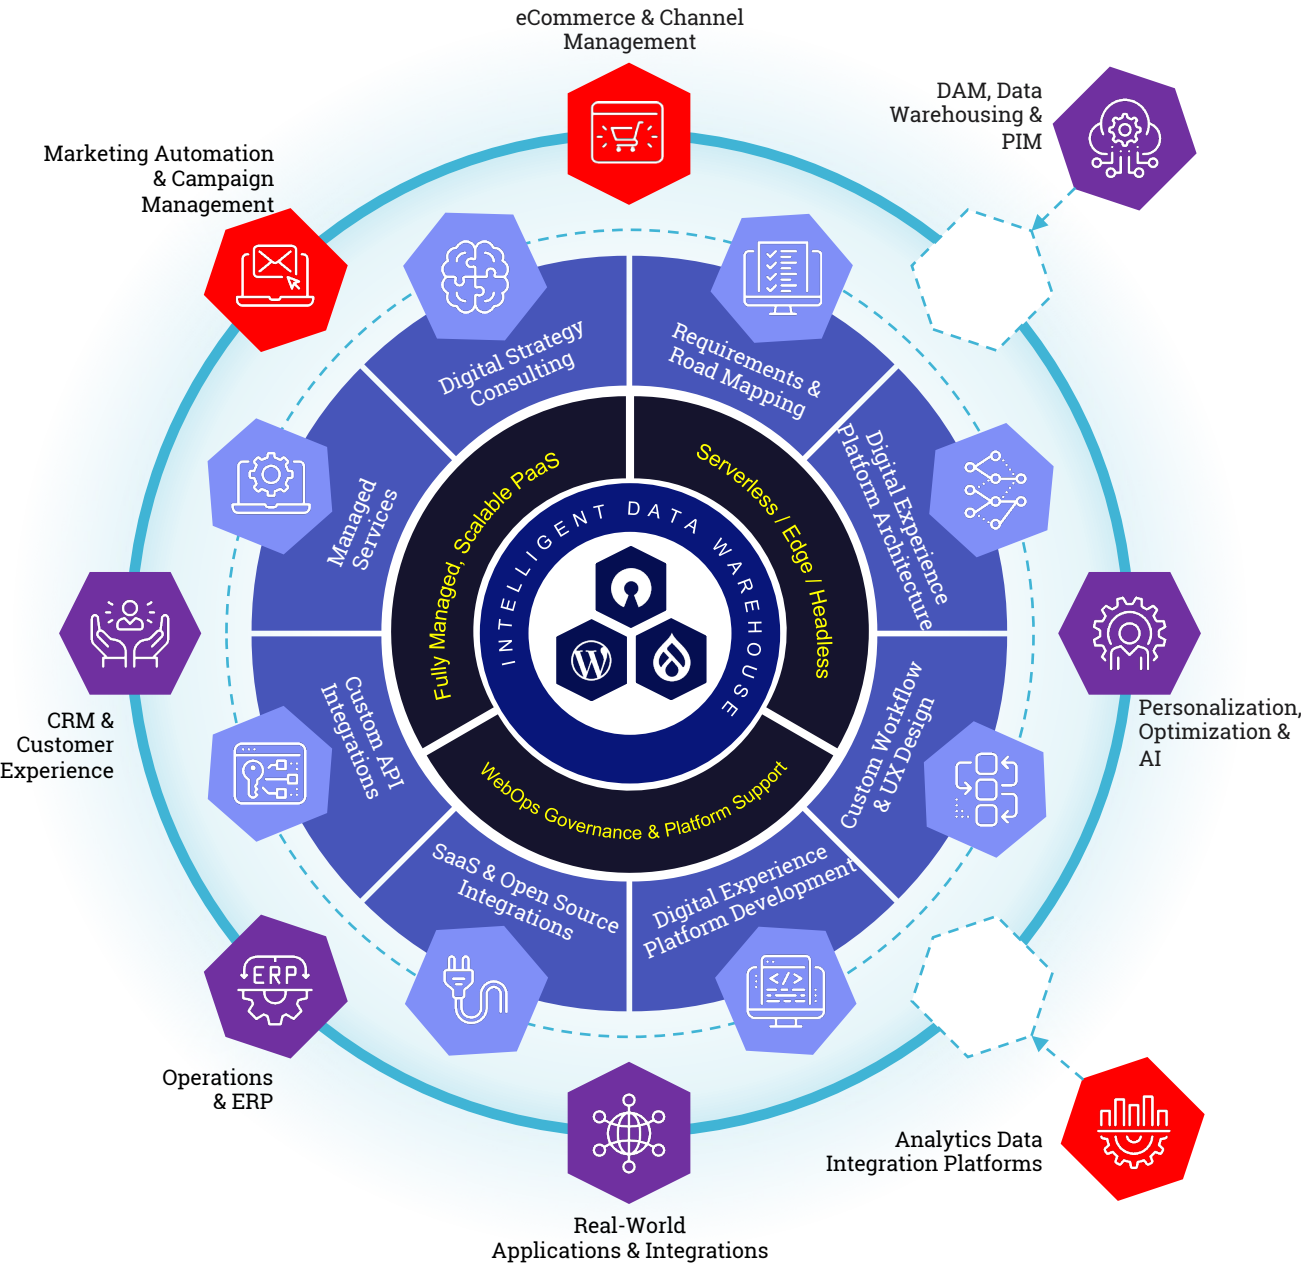 eCommerce & Channel
Management
DAM, Data
Warehousing &
PIM
Marketing Automation
& Campaign
Management
Digital Strategy
Consulting
Requirements &
Road Mapping
Digital Experience
Platform Architecture
Managed
Services
Fully Managed, Scalable PaaS
Serverless / Edge / Headless
INTELLIGENT DATA WAREHOUSE
WebOps Governance & Platform Support
Custom API
Integrations
Custom Workflow
& UX Design
SaaS & Open Source
Integrations
Digital Experience
Platform Development
CRM &
Customer
Experience
Personalization,
Optimization &
AI
ERP
Operations
& ERP
Analytics Data
Integration Platforms
Real-World
Applications & Integrations